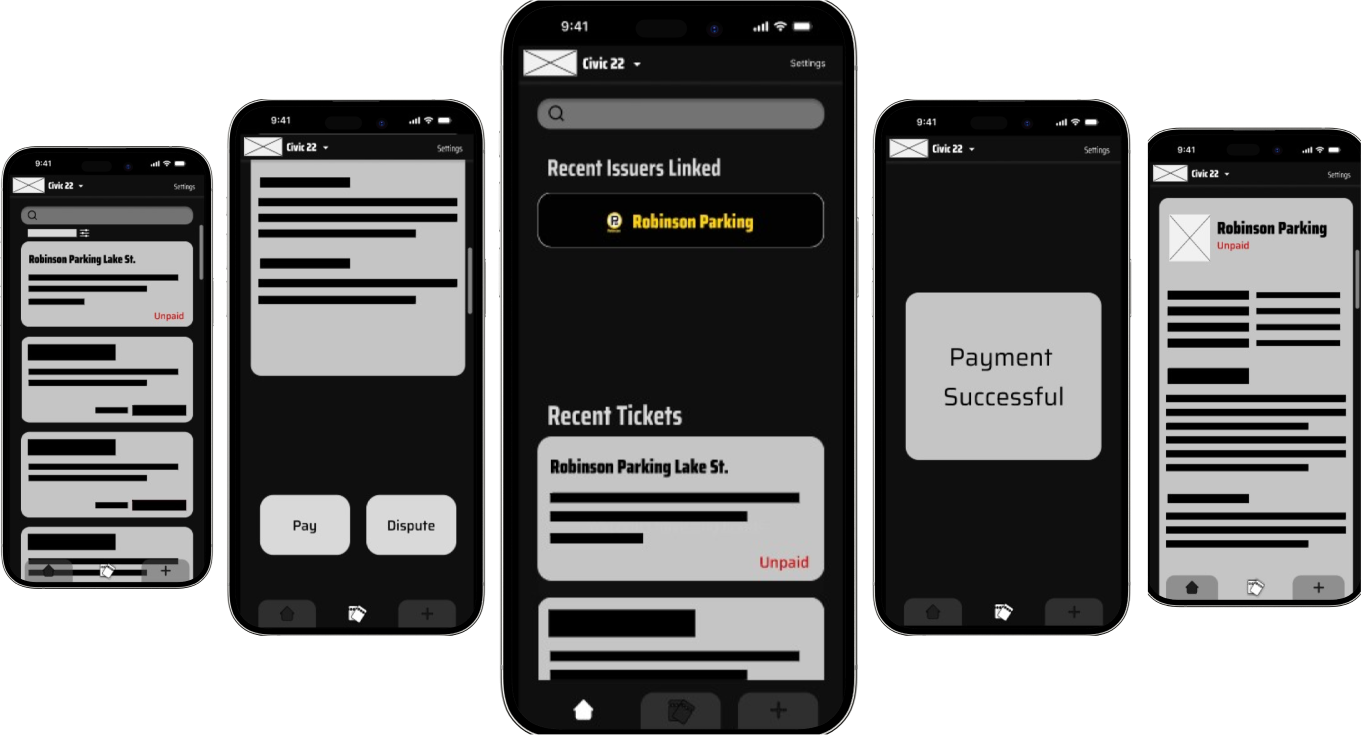 9:41
Civic 22
Settings
Robinson Parking Lake St.
Unpaid
9:41
Civic 22
Settings
Pay
Dispute
9:41
Civic 22
Settings
Recent Issuers Linked
Robinson Parking
Recent Tickets
Robinson Parking Lake St.
Unpaid
9:41
Civic 22
Settings
Payment
Successful
9:41
Civic 22
Settings
Robinson Parking
Unpaid